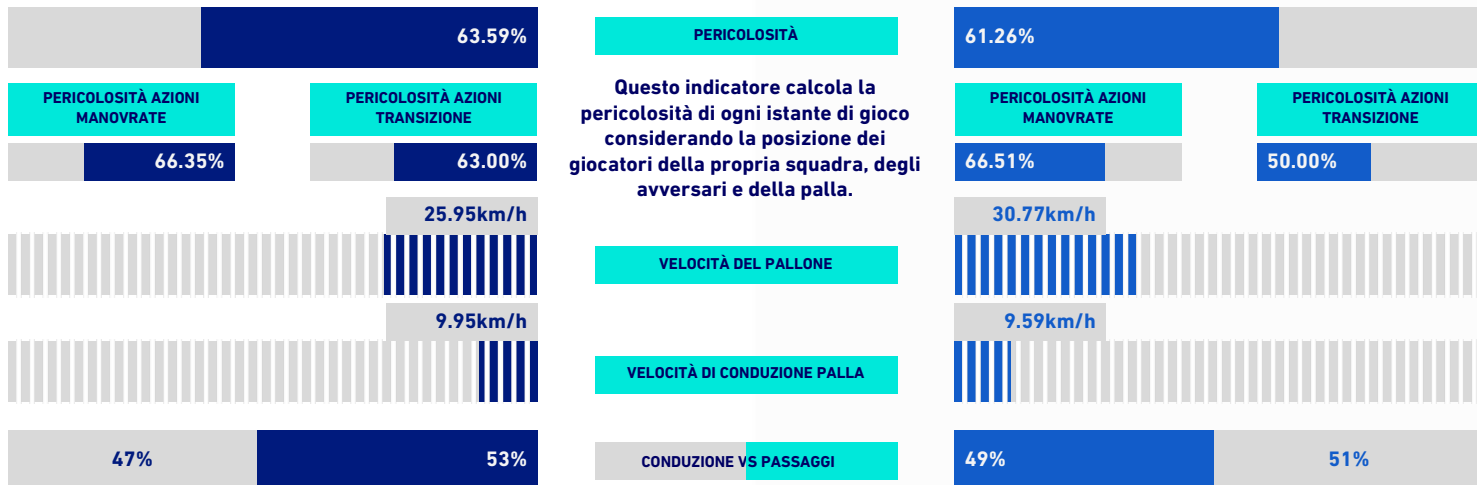 63.59%
PERICOLOSITÀ
61.26%
PERICOLOSITÀ AZIONI
MANOVRATE
PERICOLOSITÀ AZIONI
TRANSIZIONE
Questo indicatore calcola la
pericolosità di ogni istante di gioco
considerando la posizione dei
giocatori della propria squadra, degli
avversari e della palla.
PERICOLOSITÀ AZIONI
MANOVRATE
PERICOLOSITÀ AZIONI
TRANSIZIONE
66.35%
63.00%
66.51%
50.00%
25.95km/h
VELOCITÀ DEL PALLONE
30.77km/h
9.95km/h
VELOCITÀ DI CONDUZIONE PALLA
9.59km/h
47%
53%
CONDUZIONE VS PASSAGGI
49%
51%